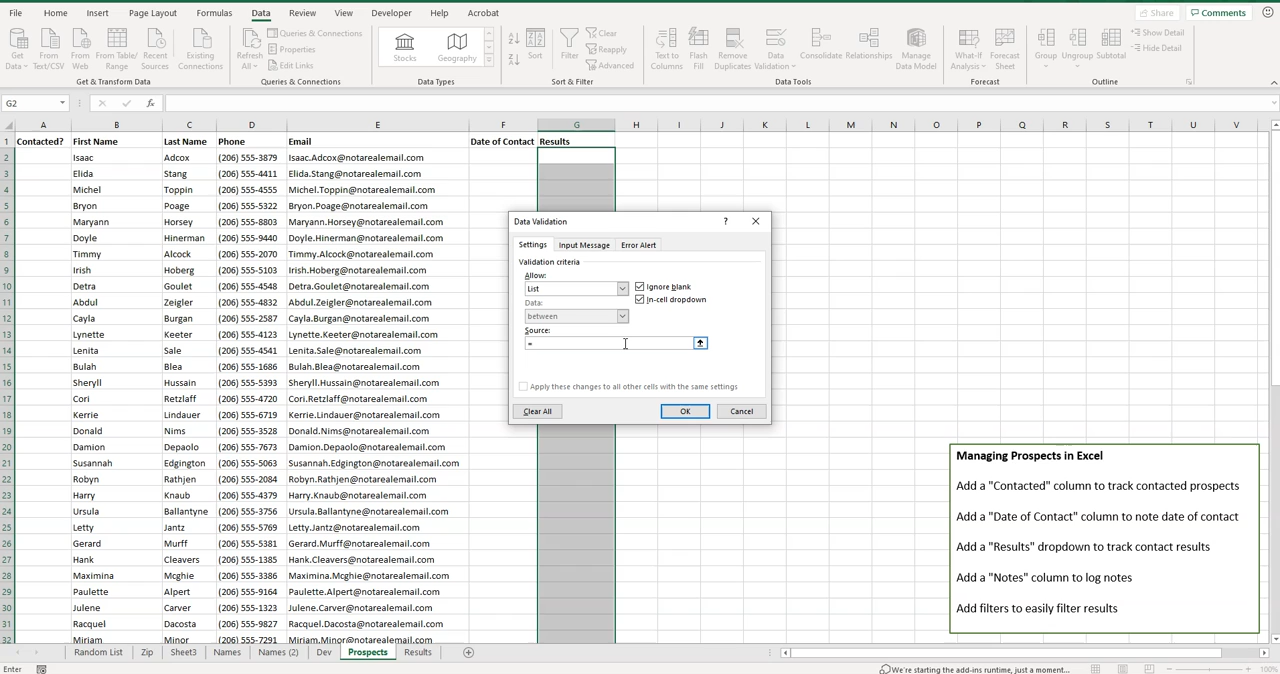 File Home Insert Page Layout Formulas Data Review View Developer Help Acrobat Share Comments
Get Data From Text/CSV From Web From Table/ Range Recent Sources Existing Connections
Get & Transform Data
Refresh All Queries & Connections
Properties
Edit Links
Queries & Connections
Stocks Geography
Data Types
Sort Filter Clear
Reapply
Advanced
Sort & Filter
Text to Columns Flash Fill Remove Duplicates Data Validation Consolidate Relationships Manage Data Model
Data Tools
What-If Analysis Forecast Sheet
Forecast
Group Ungroup Subtotal Show Detail
Hide Detail
Outline
G2 fx
A B C D E F G H I J K L M N O P Q R S T U V
1 Contacted? First Name Last Name Phone Email Date of Contact Results
2 Isaac Adcox (206) 555-3879 Isaac.Adcox@notarealemail.com
3 Elida Stang (206) 555-4411 Elida.Stang@notarealemail.com
4 Michel Toppin (206) 555-4555 Michel.Toppin@notarealemail.com
5 Bryon Poage (206) 555-5322 Bryon.Poage@notarealemail.com
6 Maryann Horsey (206) 555-8803 Maryann.Horsey@notarealemail.com
7 Doyle Hinerman (206) 555-9440 Doyle.Hinerman@notarealemail.com
8 Timmy Alcock (206) 555-2070 Timmy.Alcock@notarealemail.com
9 Irish Hoberg (206) 555-5103 Irish.Hoberg@notarealemail.com
10 Detra Goulet (206) 555-4548 Detra.Goulet@notarealemail.com
11 Abdul Zeigler (206) 555-4832 Abdul.Zeigler@notarealemail.com
12 Cayla Burgan (206) 555-2587 Cayla.Burgan@notarealemail.com
13 Lynette Keeter (206) 555-4123 Lynette.Keeter@notarealemail.com
14 Lenita Sale (206) 555-4541 Lenita.Sale@notarealemail.com
15 Bulah Blea (206) 555-1686 Bulah.Blea@notarealemail.com
16 Sheryll Hussain (206) 555-5393 Sheryll.Hussain@notarealemail.com
17 Cori Retzlaff (206) 555-4720 Cori.Retzlaff@notarealemail.com
18 Kerrie Lindauer (206) 555-6719 Kerrie.Lindauer@notarealemail.com
19 Donald Nims (206) 555-3528 Donald.Nims@notarealemail.com
20 Damion Depaolo (206) 555-7673 Damion.Depaolo@notarealemail.com
21 Susannah Edgington (206) 555-5063 Susannah.Edgington@notarealemail.com
22 Robyn Rathjen (206) 555-2084 Robyn.Rathjen@notarealemail.com
23 Harry Knaub (206) 555-4379 Harry.Knaub@notarealemail.com
24 Ursula Ballantyne (206) 555-3756 Ursula.Ballantyne@notarealemail.com
25 Letty Jantz (206) 555-5769 Letty.Jantz@notarealemail.com
26 Gerard Murff (206) 555-5381 Gerard.Murff@notarealemail.com
27 Hank Cleavers (206) 555-1385 Hank.Cleavers@notarealemail.com
28 Maximina Mcghie (206) 555-3386 Maximina.Mcghie@notarealemail.com
29 Paulette Alpert (206) 555-9164 Paulette.Alpert@notarealemail.com
30 Julene Carver (206) 555-1323 Julene.Carver@notarealemail.com
31 Racquel Dacosta (206) 555-9837 Racquel.Dacosta@notarealemail.com
32 Miriam Minor (206) 555-7291 Miriam.Minor@notarealemail.com
Data Validation ?
Settings Input Message Error Alert
Validation criteria
Allow:
List Ignore blank
In-cell dropdown
Data:
between
Source:
=
Apply these changes to all other cells with the same settings
Clear All OK Cancel
Managing Prospects in Excel
Add a "Contacted" column to track contacted prospects
Add a "Date of Contact" column to note date of contact
Add a "Results" dropdown to track contact results
Add a "Notes" column to log notes
Add filters to easily filter results
Random List Zip Sheet3 Names Names (2) Dev Prospects Results
Enter We're starting the add-ins runtime, just a moment... 100%